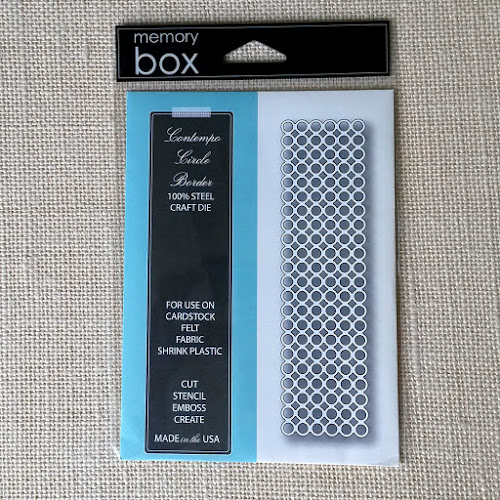 memory
box
Contempo
Circle
Border
100% STEEL
CRAFT DIE
FOR USE ON
CARDSTOCK
FELT
FABRIC
SHRINK PLASTIC
CUT
STENCIL
EMBOSS
CREATE
MADE in the USA